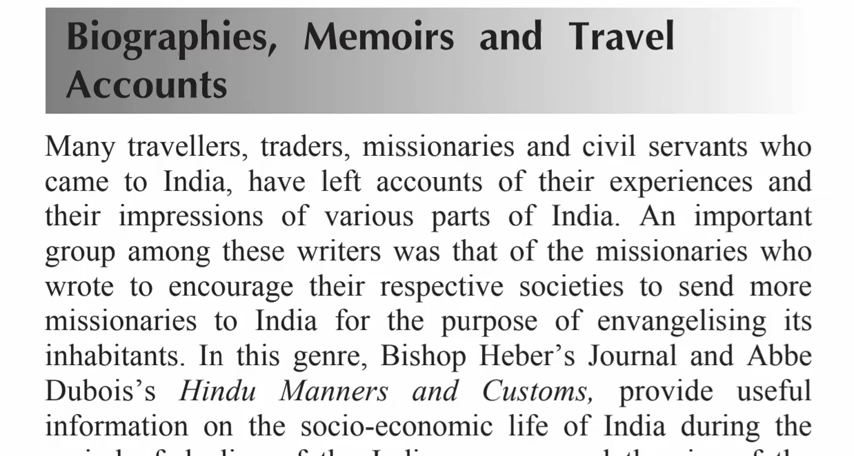 Biographies, Memoirs and Travel
Accounts
Many travellers, traders, missionaries and civil servants who
came to India, have left accounts of their experiences and
their impressions of various parts of India. An important
group among these writers was that of the missionaries who
wrote to encourage their respective societies to send more
missionaries to India for the purpose of envangelising its
inhabitants. In this genre, Bishop Heber's Journal and Abbe
Dubois's Hindu Manners and Customs, provide useful
information on the socio-economic life of India during the